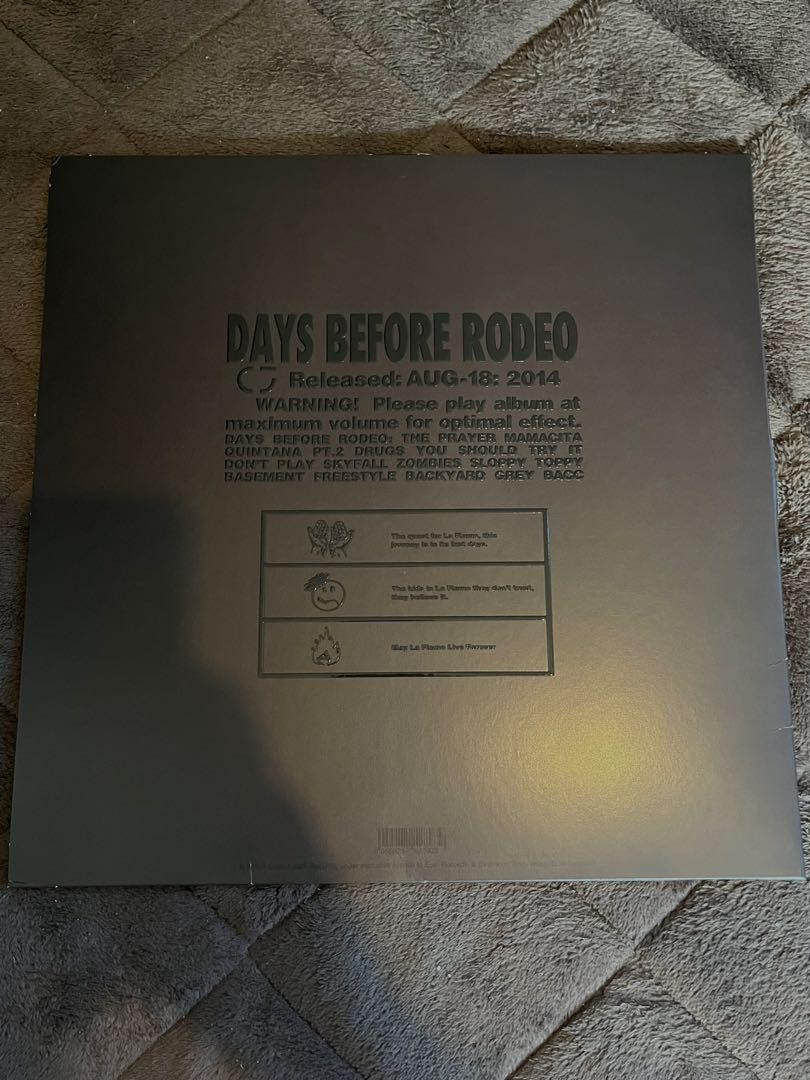 DAYS BEFORE RODEO
Released: AUG-18: 2014
WARNING! Please play album at
maximum volume for optimal effect.
DAYS BEFORE RODEO: THE PRAYER MAMACITA
QUINTANA PT.2 DRUGS YOU SHOULD TRY IT
DON'T PLAY SKYFALL ZOMBIES SLOPPY TOPPY
BASEMENT FREESTYLE BACKYARD GREY BACC
The quest for La Flame, this
journey is in its last days.
The kids in La Flame they don't treat,
they believe it.
May La Flame Live Forever